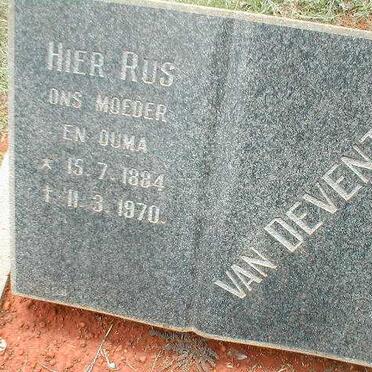 HIER RUS
ONS MOEDER
EN OUMA
* 15.7.1884
† 11.3.1970
VAN DEVENT